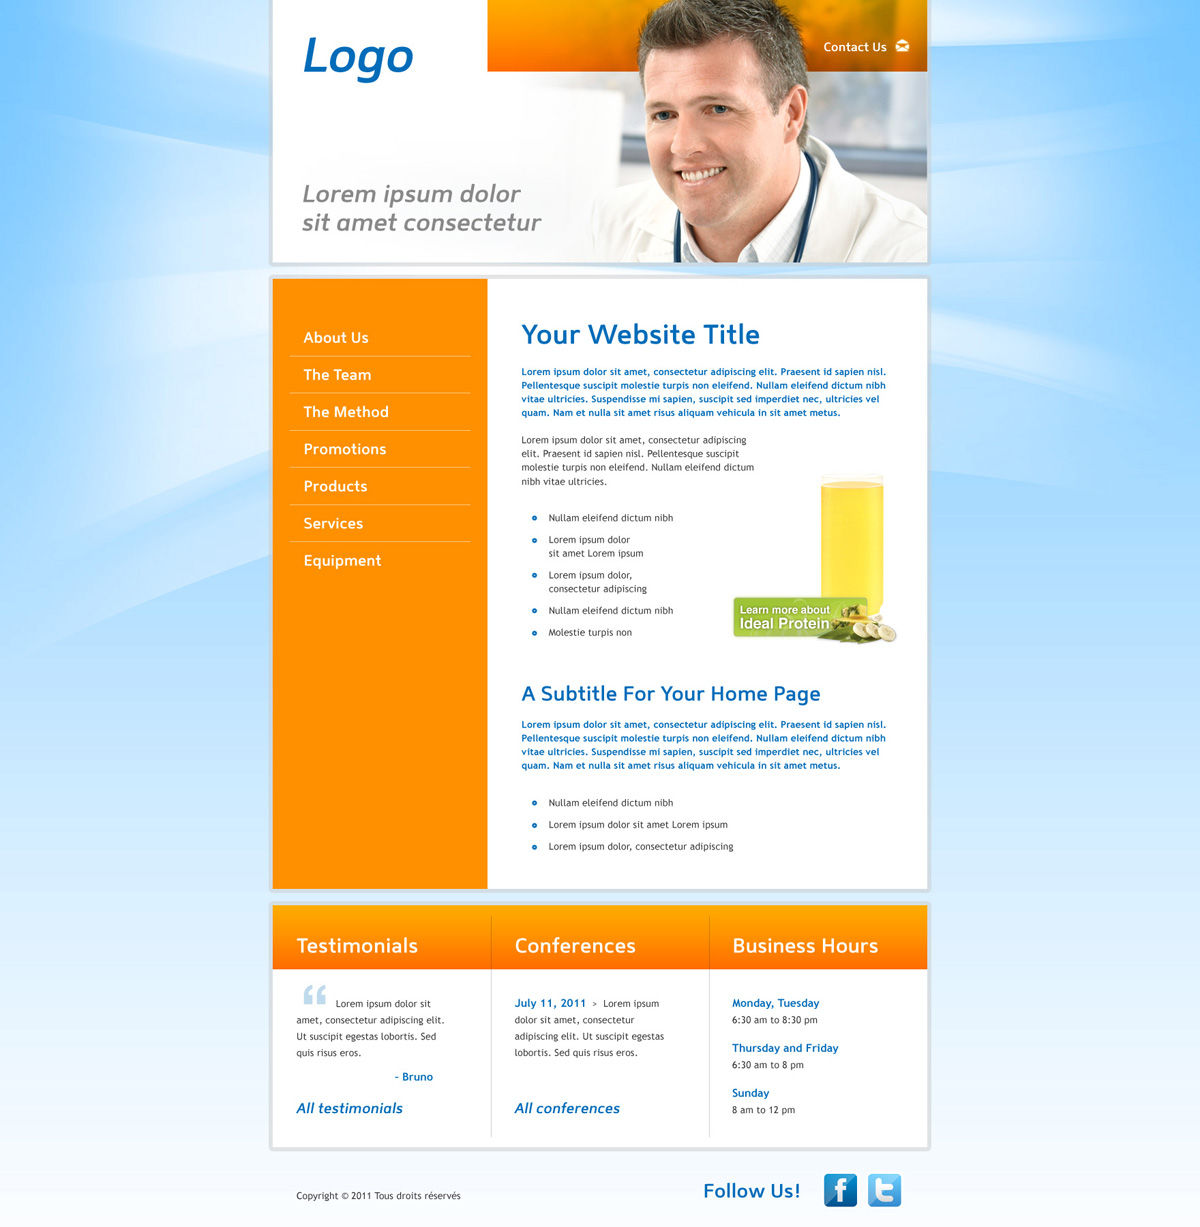 Logo
Contact Us
Lorem ipsum dolor
sit amet consectetur
About Us
The Team
The Method
Promotions
Products
Services
Equipment
Your Website Title
Lorem ipsum dolor sit amet, consectetur adipiscing elit. Praesent id sapien nisl.
Pellentesque suscipit molestie turpis non eleifend. Nullam eleifend dictum nibh
vitae ultricies. Suspendisse mi sapien, suscipit sed imperdiet nec, ultricies vel
quam. Nam et nulla sit amet risus aliquam vehicula in sit amet metus.
Lorem ipsum dolor sit amet, consectetur adipiscing
elit. Praesent id sapien nisl. Pellentesque suscipit
molestie turpis non eleifend. Nullam eleifend dictum
nibh vitae ultricies.
Nullam eleifend dictum nibh
Lorem ipsum dolor
sit amet Lorem ipsum
Lorem ipsum dolor,
consectetur adipiscing
Nullam eleifend dictum nibh
Molestie turpis non
Learn more about
Ideal Protein
A Subtitle For Your Home Page
Lorem ipsum dolor sit amet, consectetur adipiscing elit. Praesent id sapien nisl.
Pellentesque suscipit molestie turpis non eleifend. Nullam eleifend dictum nibh
vitae ultricies. Suspendisse mi sapien, suscipit sed imperdiet nec, ultricies vel
quam. Nam et nulla sit amet risus aliquam vehicula in sit amet metus.
Nullam eleifend dictum nibh
Lorem ipsum dolor sit amet Lorem ipsum
Lorem ipsum dolor, consectetur adipiscing
Testimonials
“ Lorem ipsum dolor sit
amet, consectetur adipiscing elit.
Ut suscipit egestas lobortis. Sed
quis risus eros.
- Bruno
All testimonials
Conferences
July 11, 2011 > Lorem ipsum
dolor sit amet, consectetur
adipiscing elit. Ut suscipit egestas
lobortis. Sed quis risus eros.
All conferences
Business Hours
Monday, Tuesday
6:30 am to 8:30 pm
Thursday and Friday
6:30 am to 8 pm
Sunday
8 am to 12 pm
Copyright © 2011 Tous droits réservés
Follow Us!
f
t